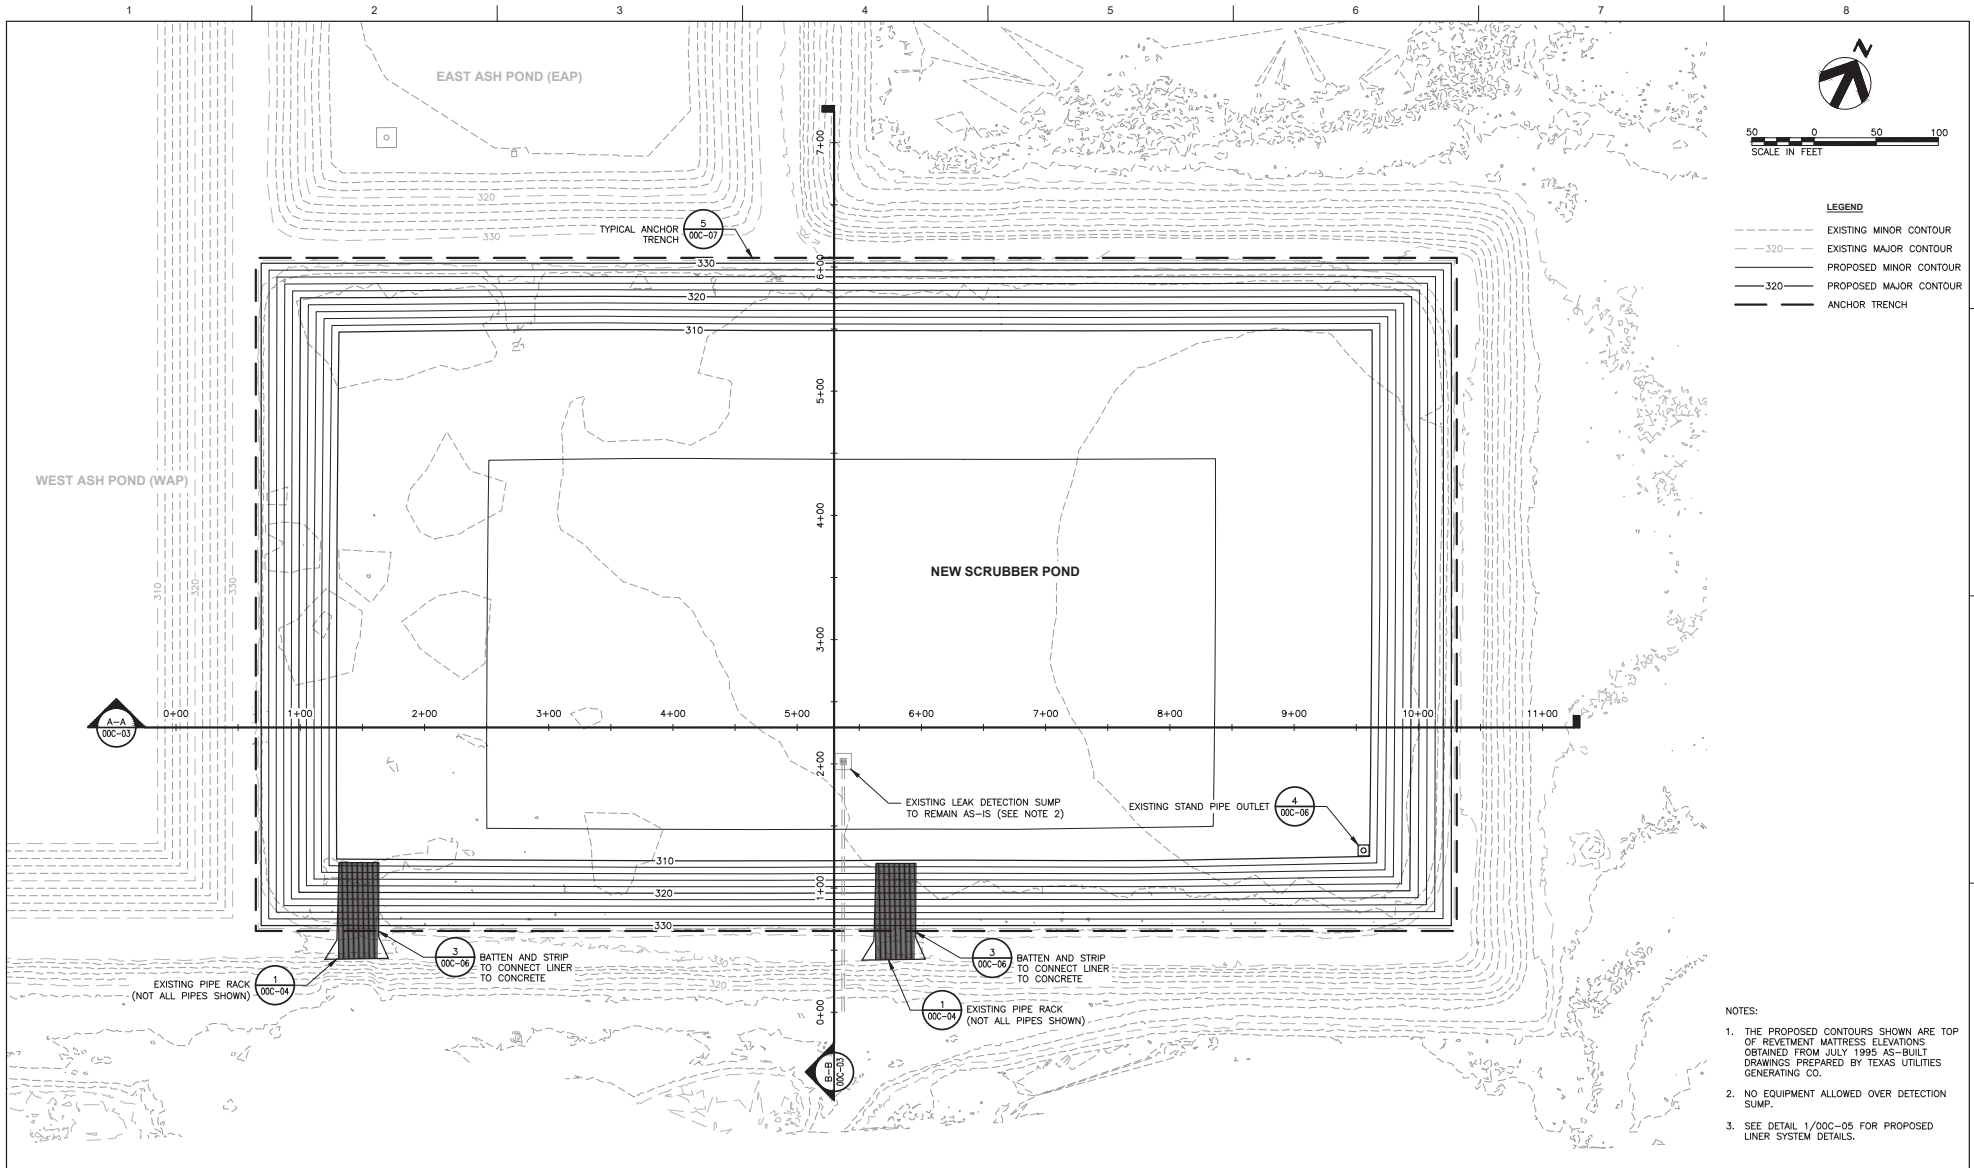 1 2 3 4 5 6 7 8
EAST ASH POND (EAP)
N
50 0 50 100
SCALE IN FEET
LEGEND
EXISTING MINOR CONTOUR
320 EXISTING MAJOR CONTOUR
PROPOSED MINOR CONTOUR
320 PROPOSED MAJOR CONTOUR
ANCHOR TRENCH
7+00
320
330
TYPICAL ANCHOR
TRENCH
5
00C-07
330
6+00
320
310
5+00
WEST ASH POND (WAP)
4+00
NEW SCRUBBER POND
310
320
330
3+00
A-A
00C-03
0+00 1+00 2+00 3+00 4+00 5+00 6+00 7+00 8+00 9+00 10+00 11+00
2+00
EXISTING LEAK DETECTION SUMP
TO REMAIN AS-IS (SEE NOTE 2)
EXISTING STAND PIPE OUTLET
4
00C-06
310
320
1+00
330
3
00C-06
BATTEN AND STRIP
TO CONNECT LINER
TO CONCRETE
330
320
3
00C-06
BATTEN AND STRIP
TO CONNECT LINER
TO CONCRETE
EXISTING PIPE RACK
(NOT ALL PIPES SHOWN)
1
00C-04
0+00
1
00C-04
EXISTING PIPE RACK
(NOT ALL PIPES SHOWN)
B-B
00C-03
NOTES:
1. THE PROPOSED CONTOURS SHOWN ARE TOP
OF REVETMENT MATTRESS ELEVATIONS
OBTAINED FROM JULY 1995 AS-BUILT
DRAWINGS PREPARED BY TEXAS UTILITIES
GENERATING CO.
2. NO EQUIPMENT ALLOWED OVER DETECTION
SUMP.
3. SEE DETAIL 1/00C-05 FOR PROPOSED
LINER SYSTEM DETAILS.